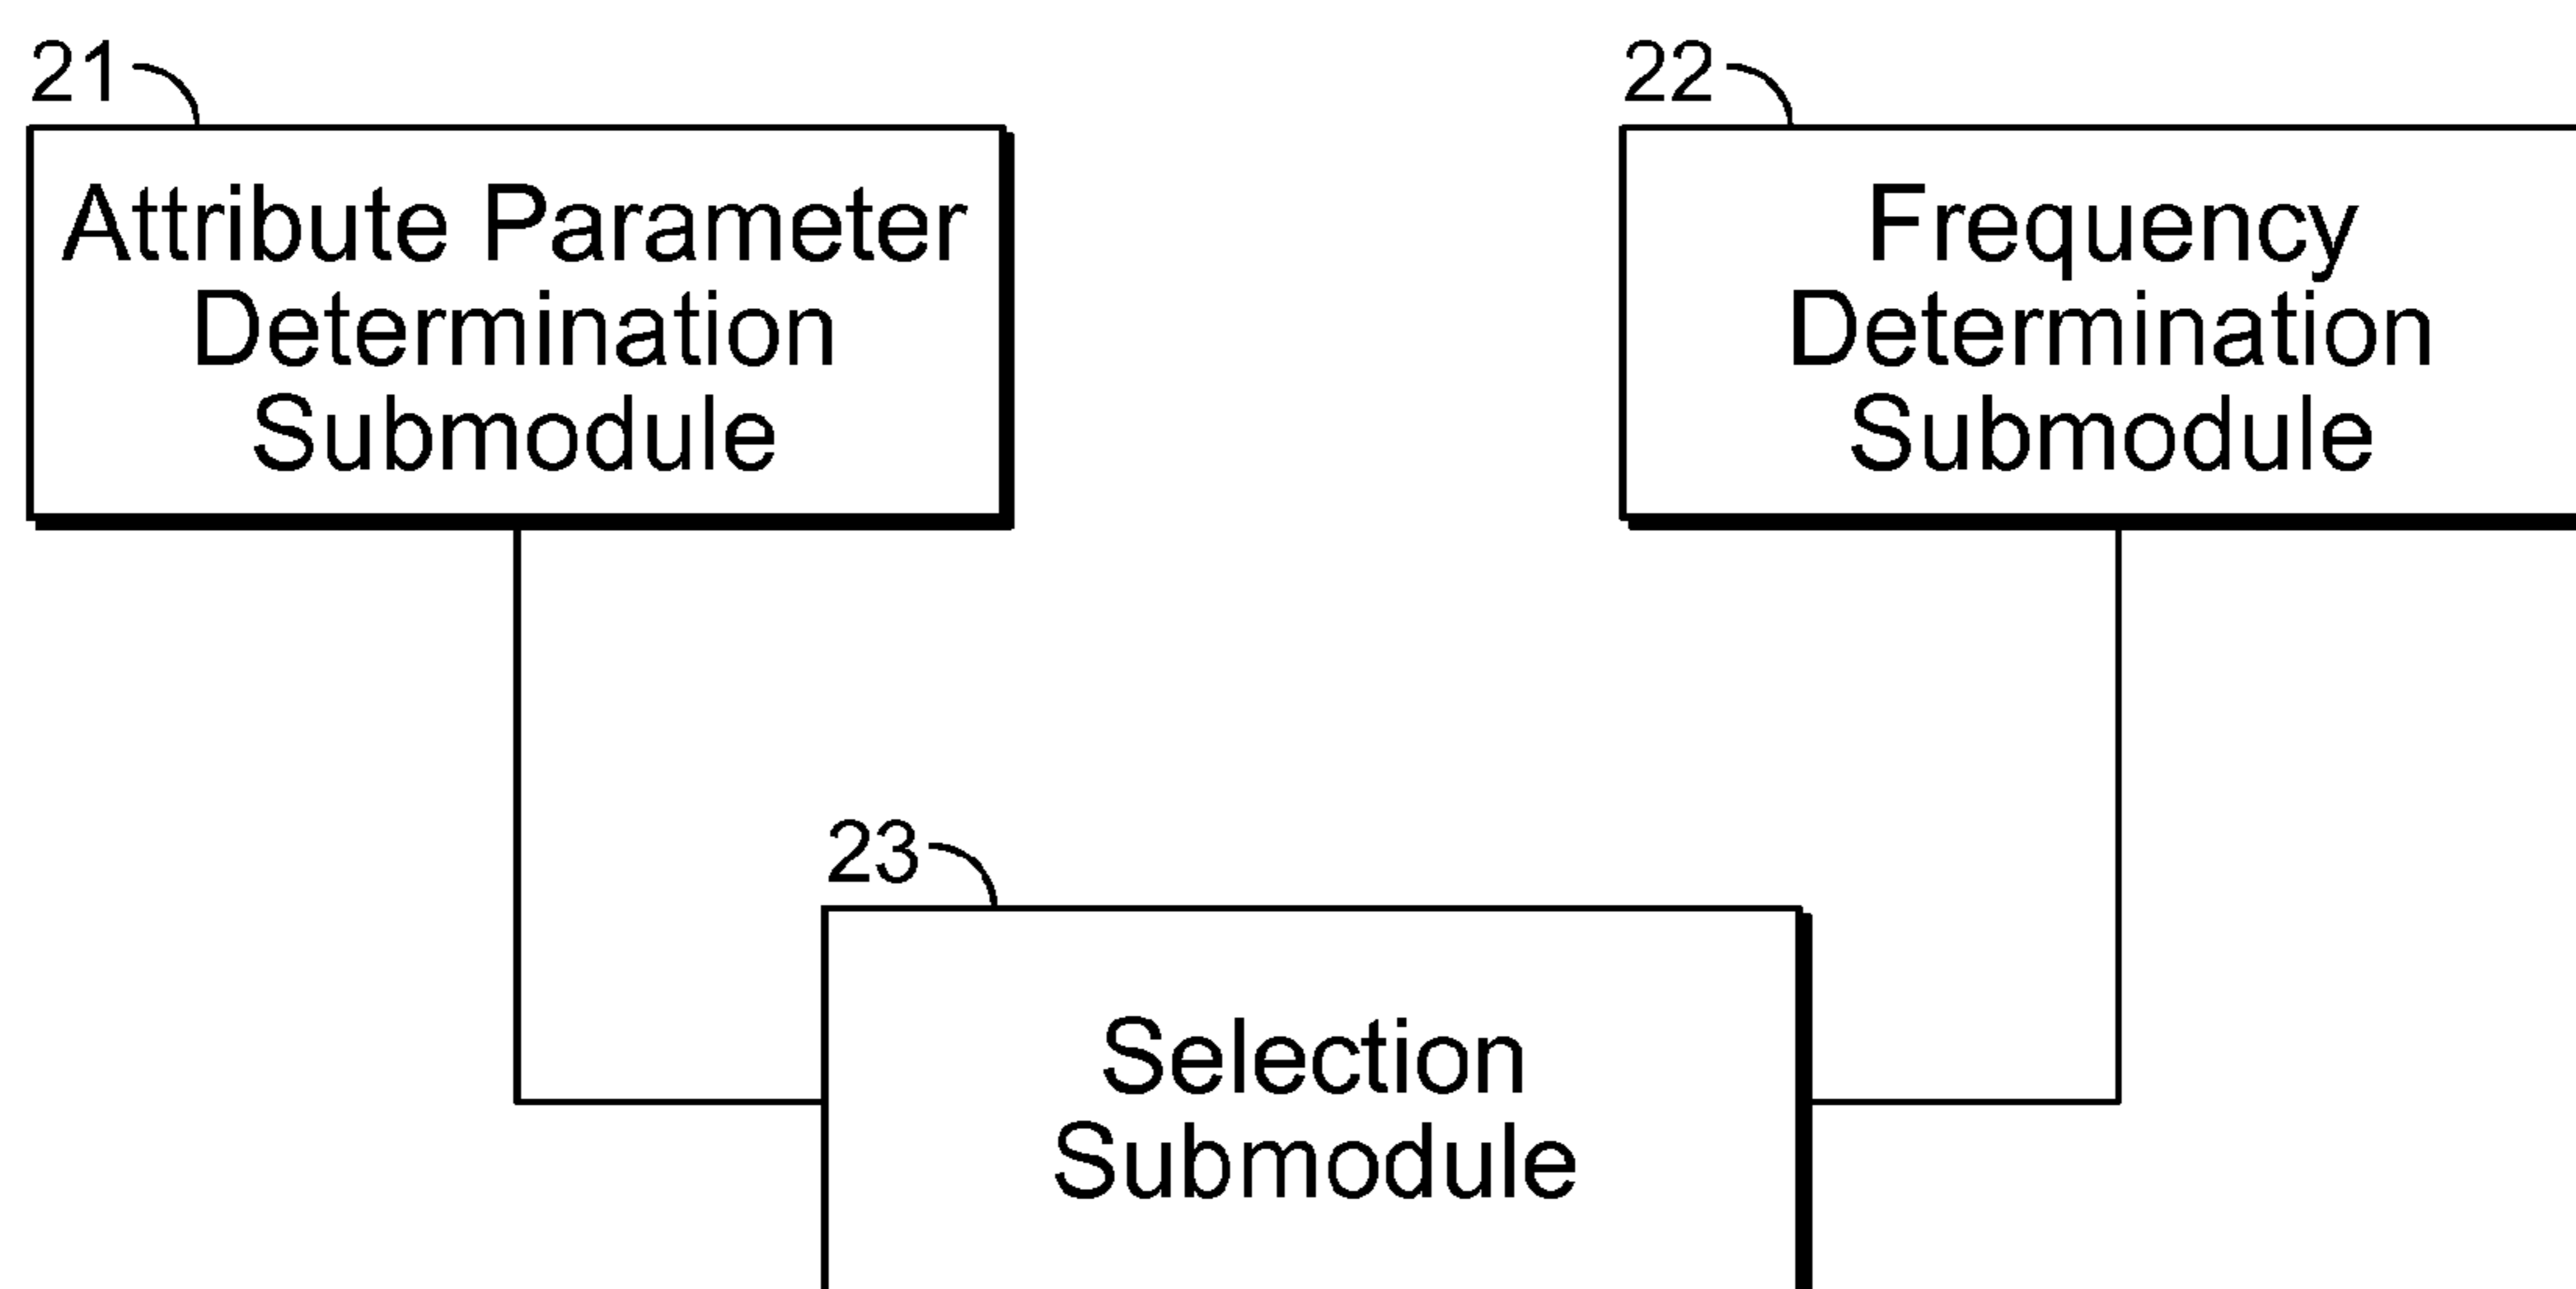 21
Attribute Parameter
Determination
Submodule
22
Frequency
Determination
Submodule
23
Selection
Submodule